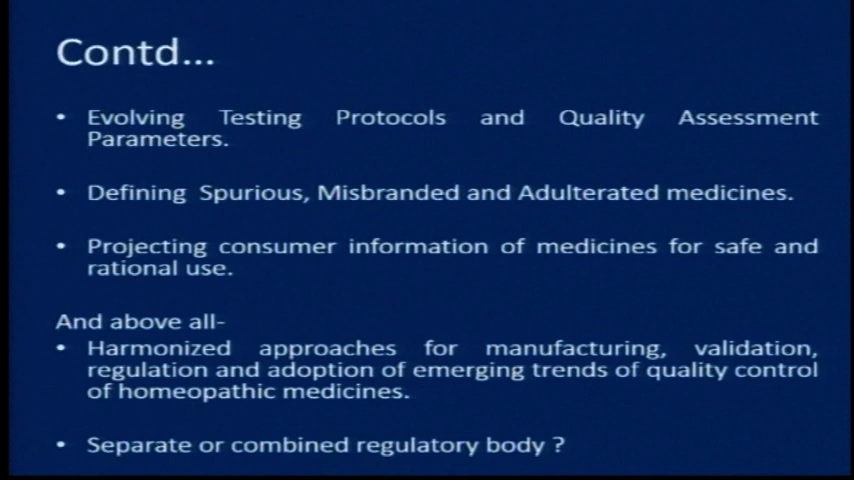 Contd...
• Evolving Testing Protocols and Quality Assessment
Parameters.
• Defining Spurious, Misbranded and Adulterated medicines.
• Projecting consumer information of medicines for safe and
rational use.
And above all-
• Harmonized approaches for manufacturing, validation,
regulation and adoption of emerging trends of quality control
of homeopathic medicines.
• Separate or combined regulatory body ?